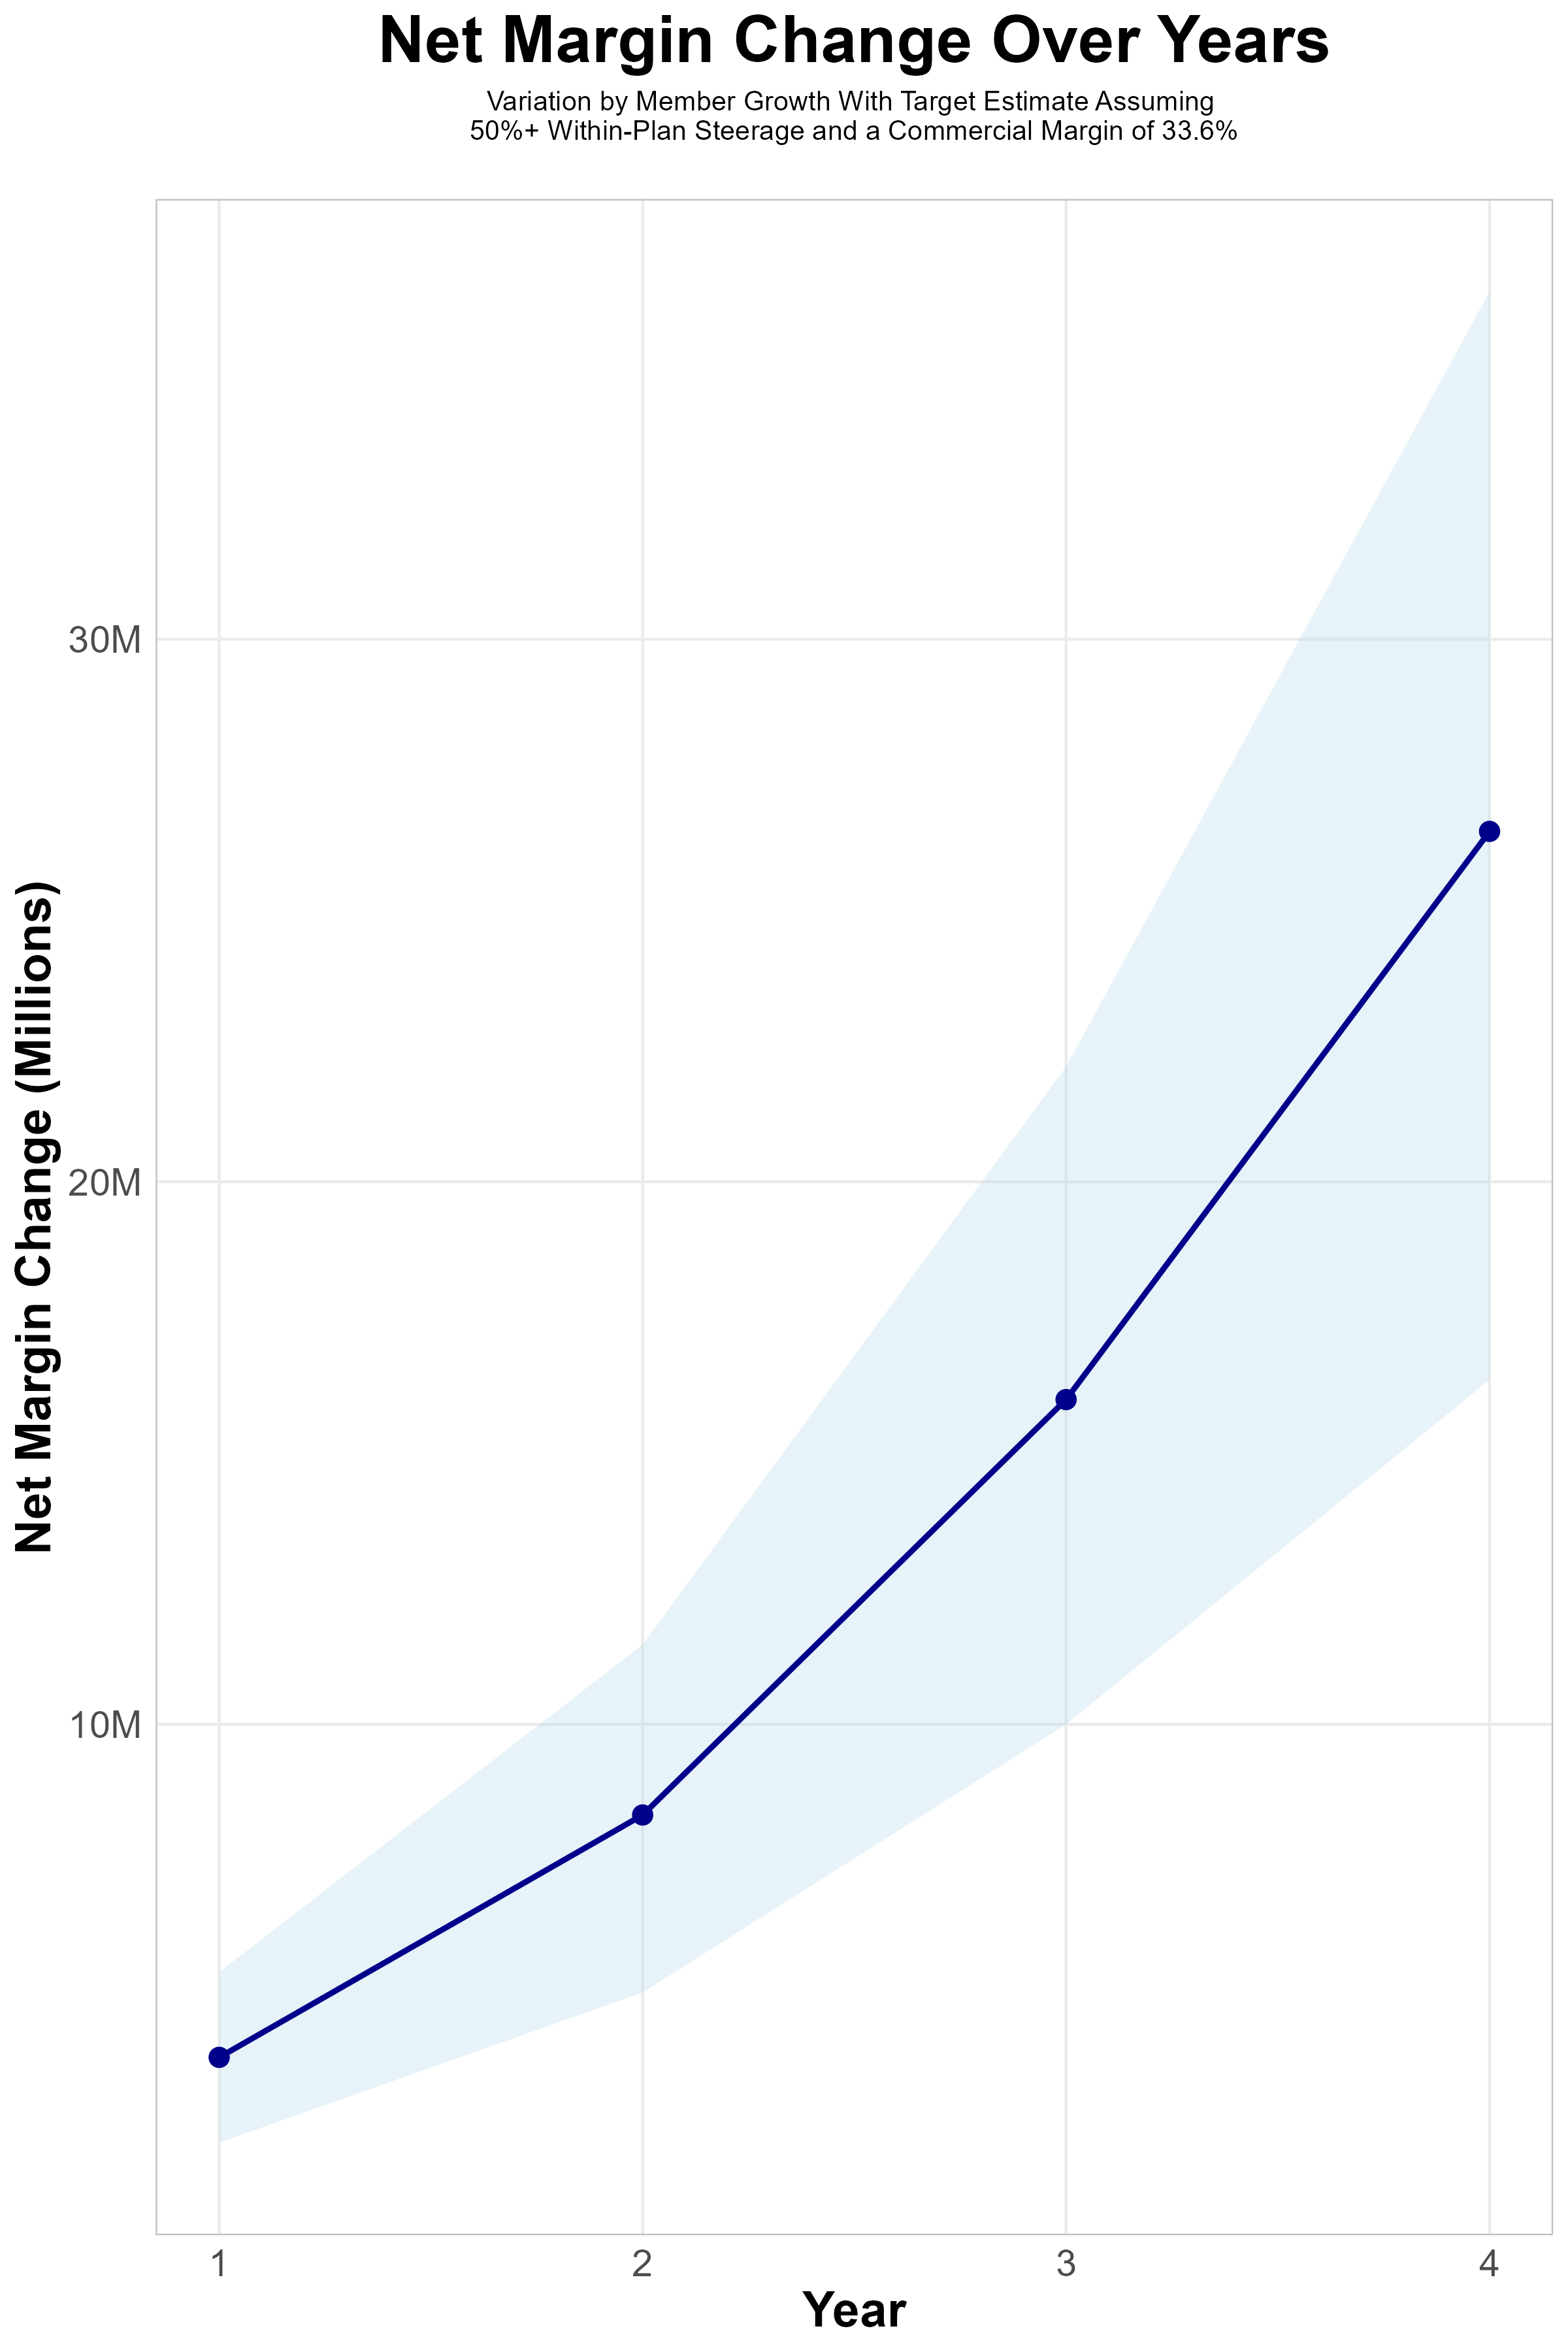 Net Margin Change Over Years
Variation by Member Growth With Target Estimate Assuming
50%+ Within-Plan Steerage and a Commercial Margin of 33.6%
Net Margin Change (Millions)
30M
20M
10M
1
2
3
4
Year